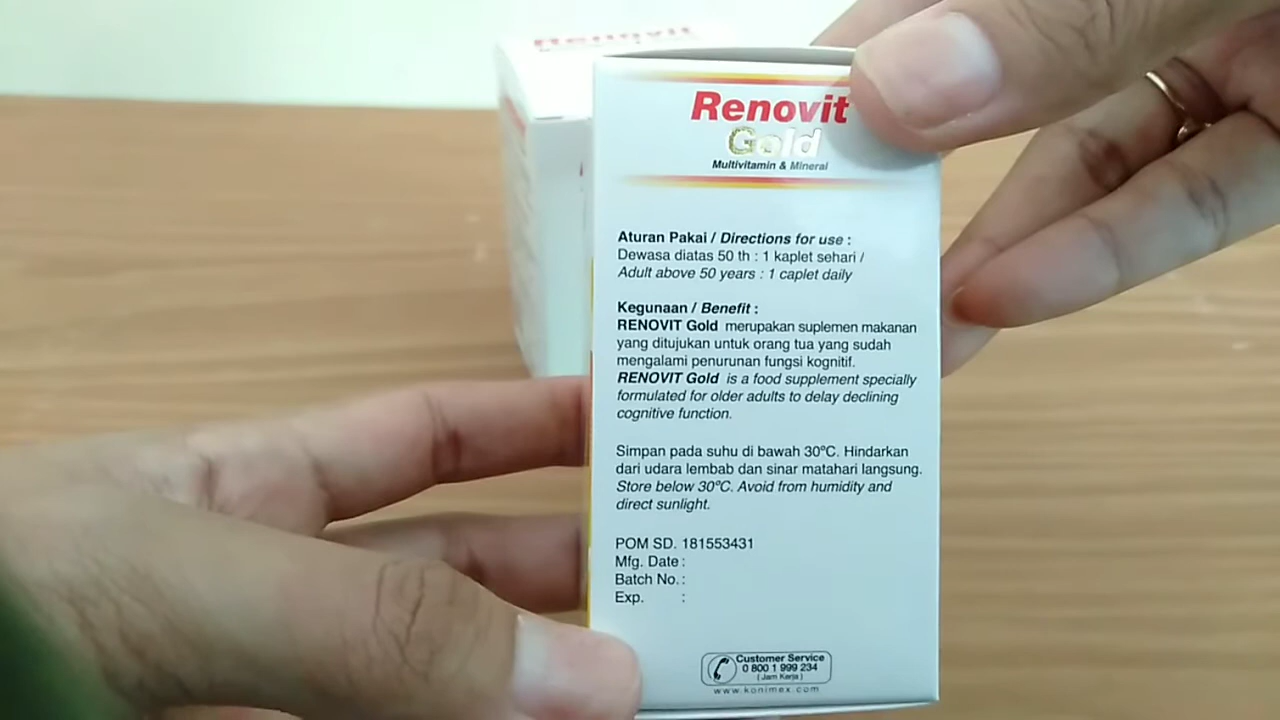 Renovit
Renovit
Gold
Multivitamin & Mineral
Aturan Pakai / Directions for use :
Dewasa diatas 50 th : 1 kaplet sehari /
Adult above 50 years : 1 caplet daily
Kegunaan / Benefit :
RENOVIT Gold merupakan suplemen makanan
yang ditujukan untuk orang tua yang sudah
mengalami penurunan fungsi kognitif.
RENOVIT Gold is a food supplement specially
formulated for older adults to delay declining
cognitive function.
Simpan pada suhu di bawah 30ºC. Hindarkan
dari udara lembab dan sinar matahari langsung.
Store below 30ºC. Avoid from humidity and
direct sunlight.
POM SD. 181553431
Mfg. Date :
Batch No. :
Exp. :
Customer Service
0 800 1 999 234
( Jam Kerja )
www.konimex.com